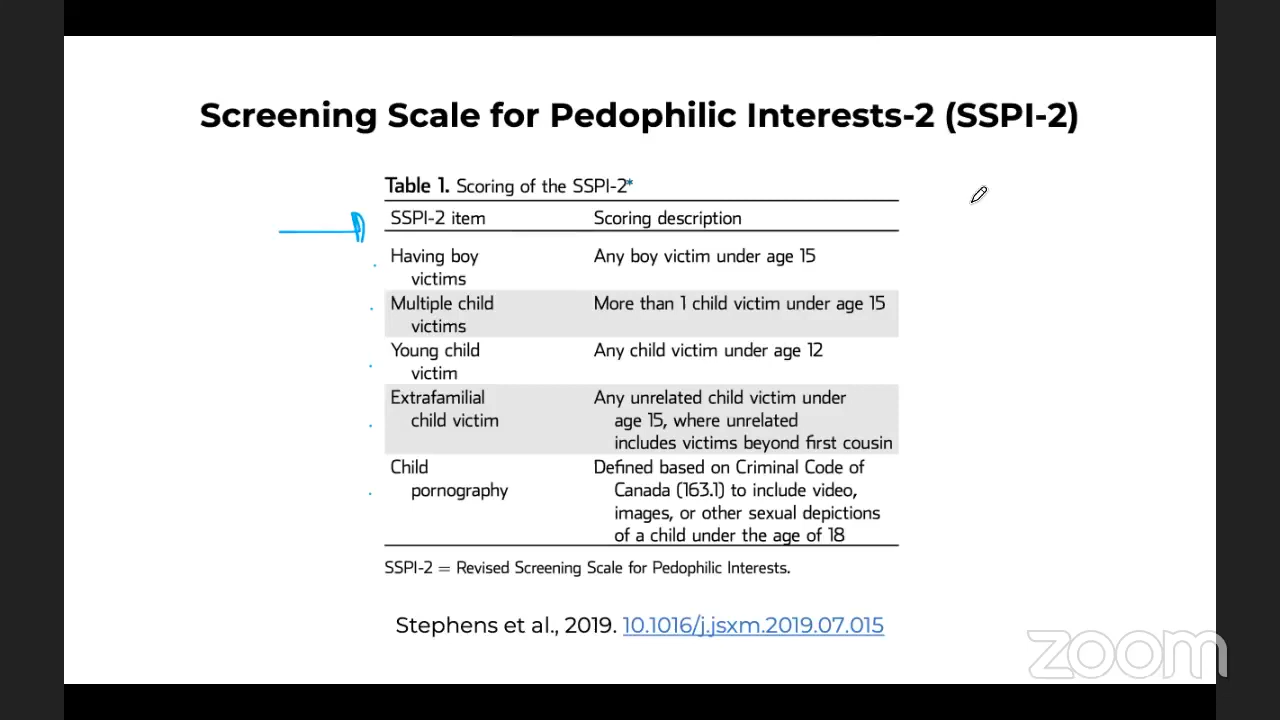 Screening Scale for Pedophilic Interests-2 (SSPI-2)
Table 1. Scoring of the SSPI-2*
SSPI-2 item Scoring description
Having boy victims Any boy victim under age 15
Multiple child victims More than 1 child victim under age 15
Young child victim Any child victim under age 12
Extrafamilial child victim Any unrelated child victim under
age 15, where unrelated
includes victims beyond first cousin
Child pornography Defined based on Criminal Code of
Canada (163.1) to include video,
images, or other sexual depictions
of a child under the age of 18
SSPI-2 = Revised Screening Scale for Pedophilic Interests.
Stephens et al., 2019. 10.1016/j.jsxm.2019.07.015
zoom